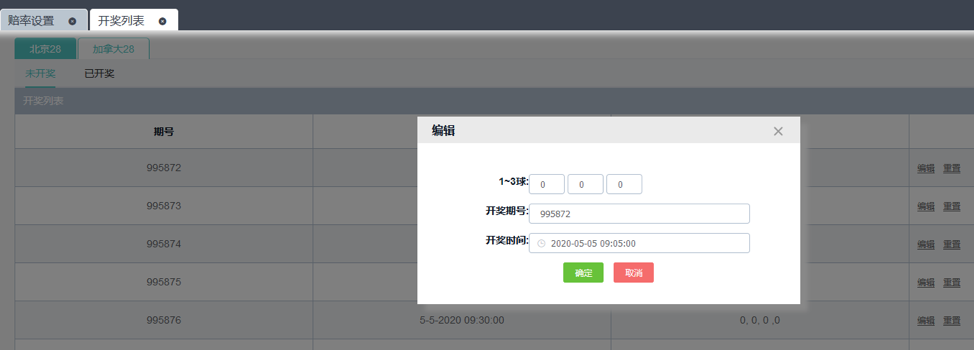 赔率设置 开奖列表
北京28 加拿大28
未开奖 已开奖
开奖列表
期号
编辑
995872 编辑 重置
1~3球: 0 0 0
995873 编辑 重置
开奖期号: 995872
995874 编辑 重置
开奖时间: 2020-05-05 09:05:00
995875 编辑 重置
确定 取消
995876 5-5-2020 09:30:00 0, 0, 0 ,0 编辑 重置